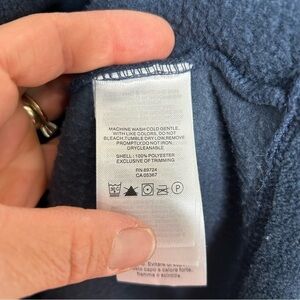 MACHINE WASH COLD GENTLE,
WITH LIKE COLORS, DO NOT
BLEACH,TUMBLE DRY LOW,REMOVE
PROMPTLY,DO NOT IRON,
DRYCLEANABLE
SHELL : 100% POLYESTER
EXCLUSIVE OF TRIMMING
RN 69724
CA 05367
P